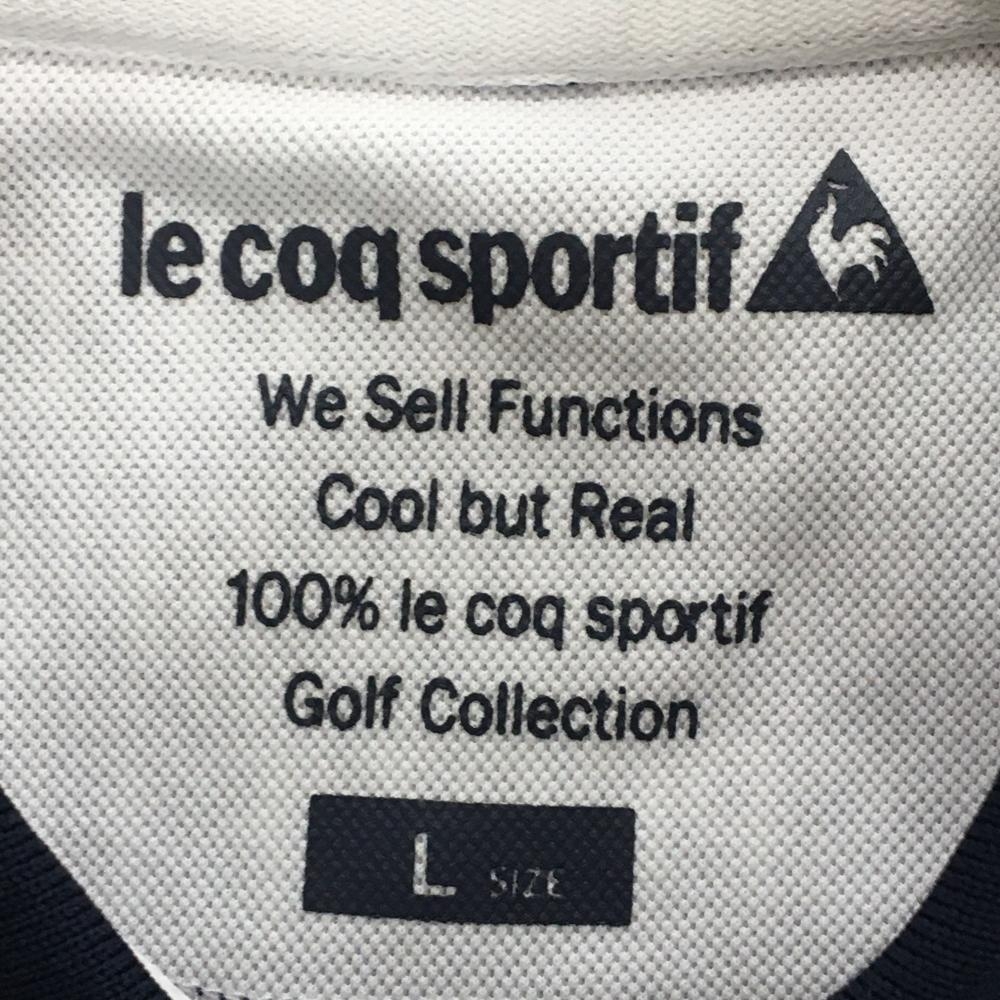 le coq sportif
We Sell Functions
Cool but Real
100% le coq sportif
Golf Collection
L SIZE